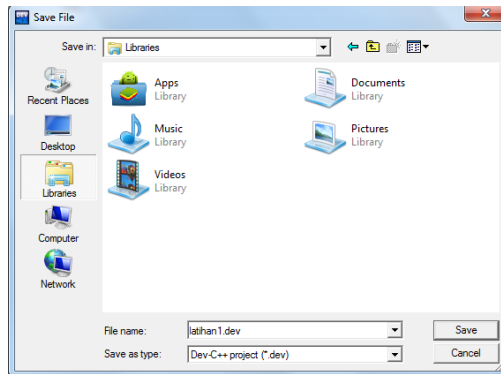 Save File
Save in: Libraries
Recent Places
Desktop
Libraries
Computer
Network
Apps
Library
Documents
Library
Music
Library
Pictures
Library
Videos
Library
File name: latihan1.dev Save
Save as type: Dev-C++ project (*.dev) Cancel